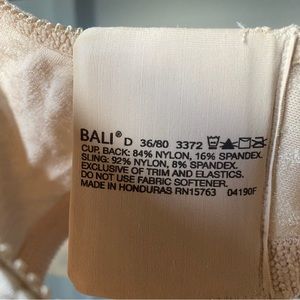 BALI® D 36/80 3372
CUP, BACK: 84% NYLON, 16% SPANDEX.
SLING: 92% NYLON, 8% SPANDEX.
EXCLUSIVE OF TRIM AND ELASTICS.
DO NOT USE FABRIC SOFTENER.
MADE IN HONDURAS RN15763 04190F